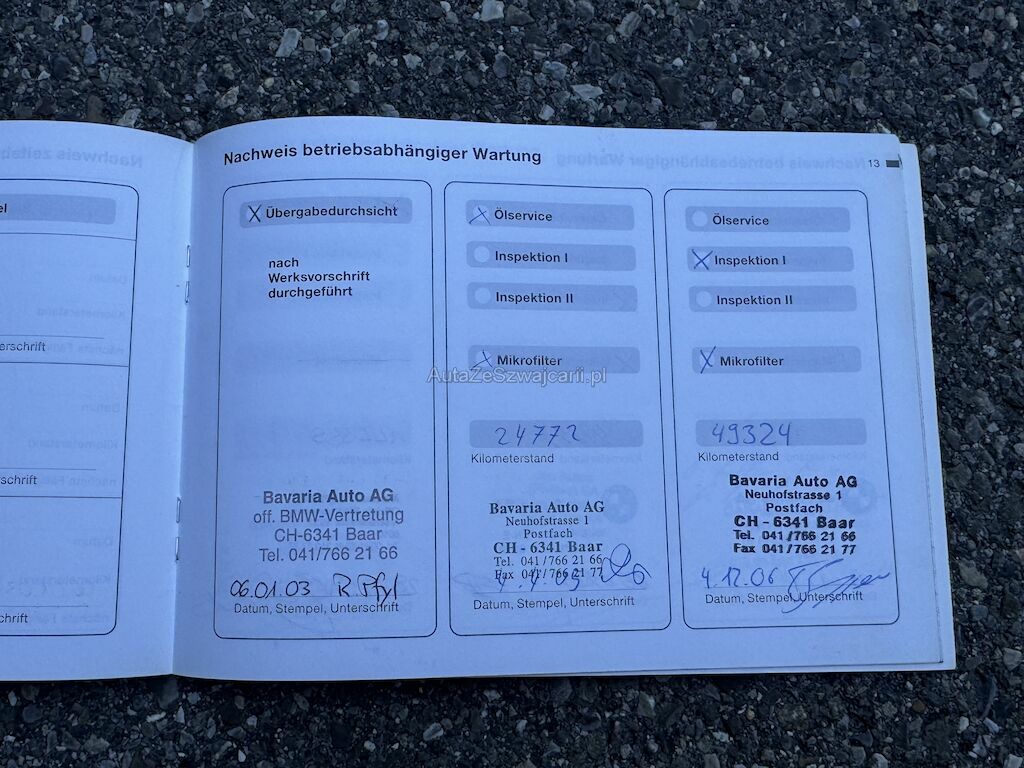 Nachweis betriebsabhängiger Wartung
13
X Übergabedurchsicht
nach
Werksvorschrift
durchgeführt
Bavaria Auto AG
off. BMW-Vertretung
CH-6341 Baar
Tel. 041/766 21 66
06.01.03 R. Pfyl
Datum, Stempel, Unterschrift
X Ölservice
Inspektion I
Inspektion II
X Mikrofilter
24772
Kilometerstand
Bavaria Auto AG
Neuhofstrasse 1
Postfach
CH - 6341 Baar
Tel. 041/766 21 66
Fax 041/766 21 77
Datum, Stempel, Unterschrift
Ölservice
X Inspektion I
Inspektion II
X Mikrofilter
49324
Kilometerstand
Bavaria Auto AG
Neuhofstrasse 1
Postfach
CH - 6341 Baar
Tel. 041/766 21 66
Fax 041/766 21 77
4.12.06
Datum, Stempel, Unterschrift
erschrift
schrift
chrift
AutaZeSzwajcarii.pl